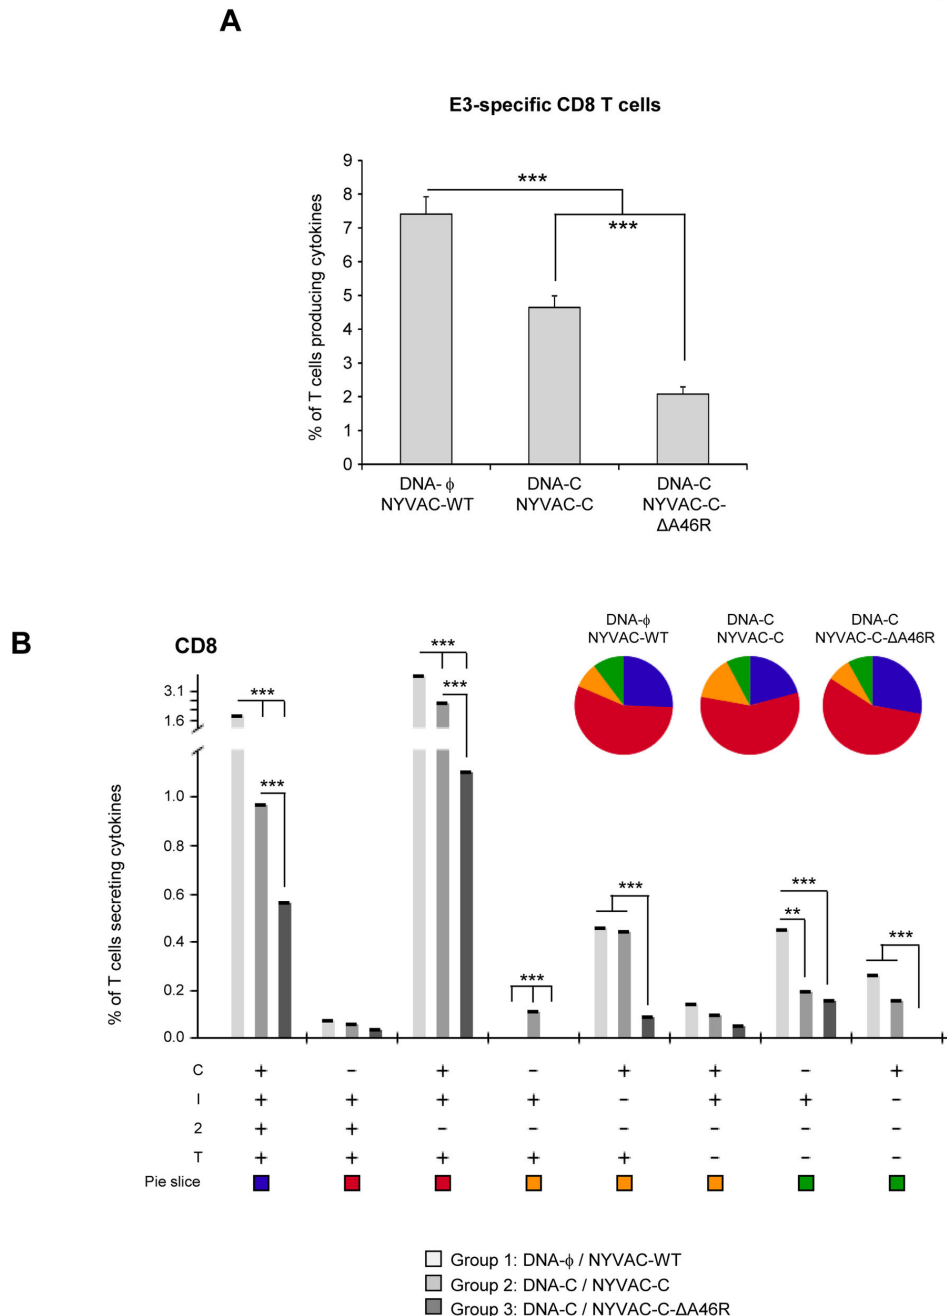 A
E3-specific CD8 T cells
% of T cells producing cytokines
9
8
7
6
5
4
3
2
1
0
***
***
DNA-ϕ
NYVAC-WT
DNA-C
NYVAC-C
DNA-C
NYVAC-C-
ΔA46R
B
CD8
DNA-ϕ
NYVAC-WT
DNA-C
NYVAC-C
DNA-C
NYVAC-C-ΔA46R
% of T cells secreting cytokines
3.1
1.6
1.0
0.8
0.6
0.4
0.2
0.0
***
***
***
***
***
***
***
**
***
C + − + − + + − +
I + + + + − + + −
2 + + − − − − − −
T + + + + + − − −
Pie slice
Group 1: DNA-ϕ / NYVAC-WT
Group 2: DNA-C / NYVAC-C
Group 3: DNA-C / NYVAC-C-ΔA46R